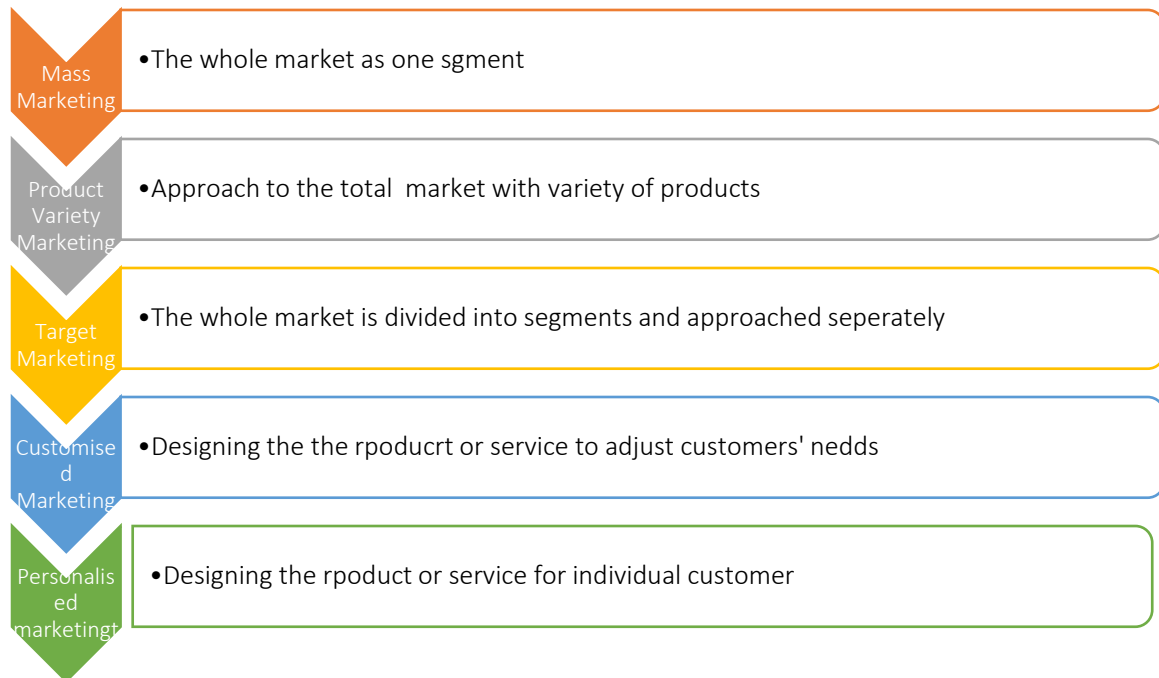 Mass
Marketing
•The whole market as one sgment
Product
Variety
Marketing
•Approach to the total  market with variety of products
Target
Marketing
•The whole market is divided into segments and approached seperately
Customise
d
Marketing
•Designing the the rpoducrt or service to adjust customers' nedds
Personalis
ed
marketingt
•Designing the rpoduct or service for individual customer